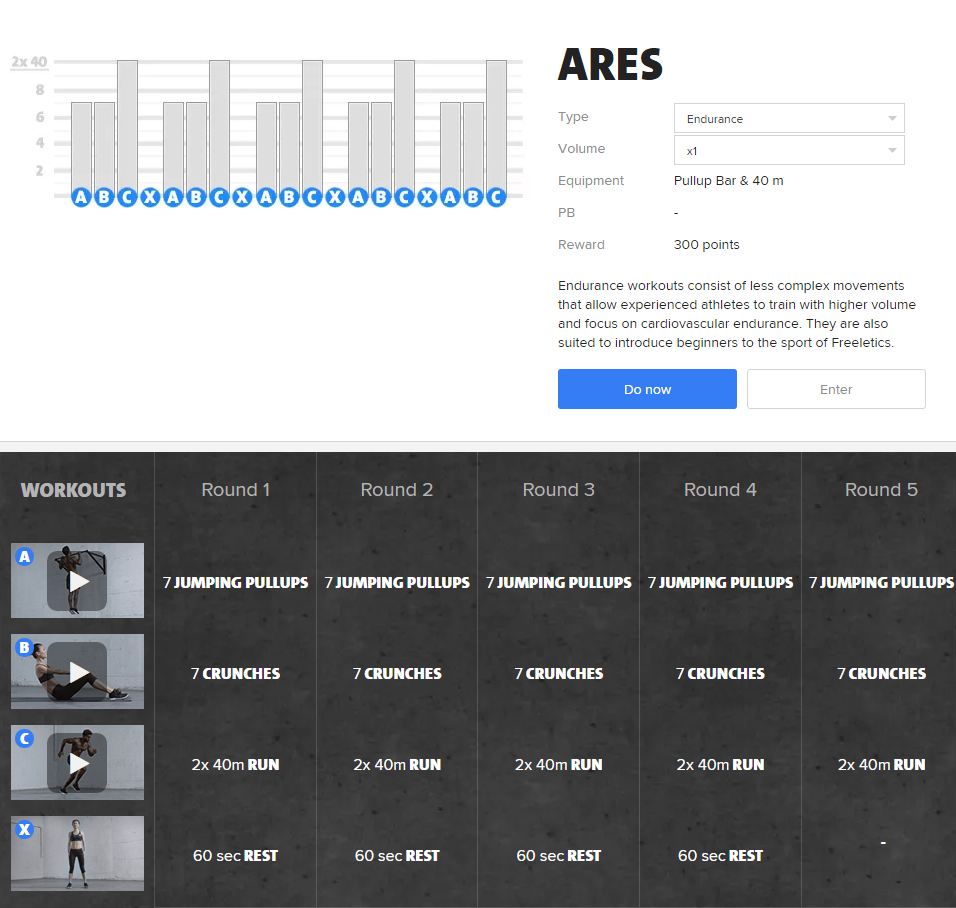 ARES
2x 40
8
6
4
2
A B C X A B C X A B C X A B C X A B C
Type Endurance
Volume x1
Equipment Pullup Bar & 40 m
PB -
Reward 300 points
Endurance workouts consist of less complex movements
that allow experienced athletes to train with higher volume
and focus on cardiovascular endurance. They are also
suited to introduce beginners to the sport of Freeletics.
Do now Enter
WORKOUTS Round 1 Round 2 Round 3 Round 4 Round 5
A 7 JUMPING PULLUPS 7 JUMPING PULLUPS 7 JUMPING PULLUPS 7 JUMPING PULLUPS 7 JUMPING PULLUPS
B 7 CRUNCHES 7 CRUNCHES 7 CRUNCHES 7 CRUNCHES 7 CRUNCHES
C 2x 40m RUN 2x 40m RUN 2x 40m RUN 2x 40m RUN 2x 40m RUN
X 60 sec REST 60 sec REST 60 sec REST 60 sec REST -